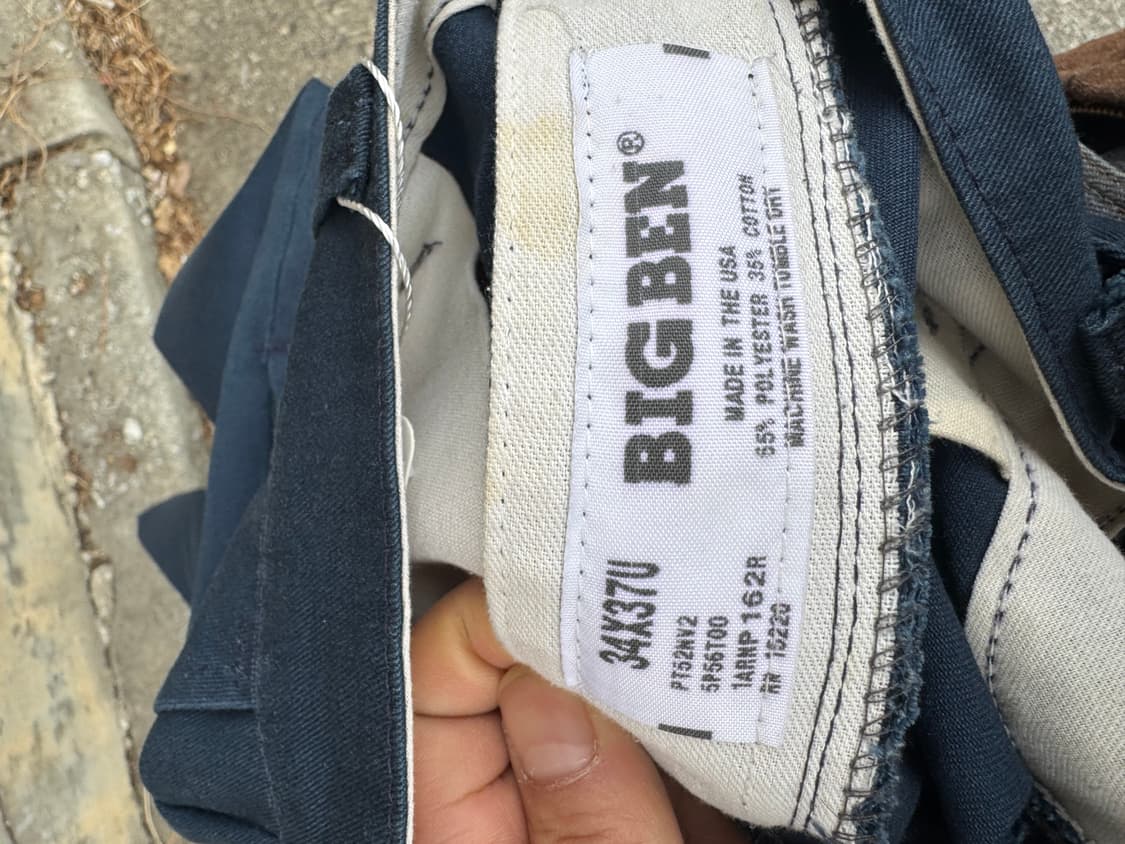 34X37U
PT52NV2
5P56T00
1ARNP 162R
RN 16220
BIG BEN®
MADE IN THE USA
65% POLYESTER 35% COTTON
MACHINE WASH TUMBLE DRY